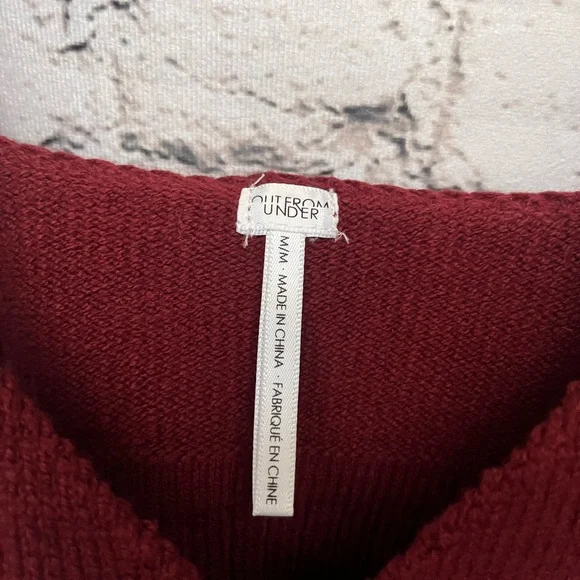 OUT FROM
UNDER
M/M · MADE IN CHINA · FABRIQUÉ EN CHINE